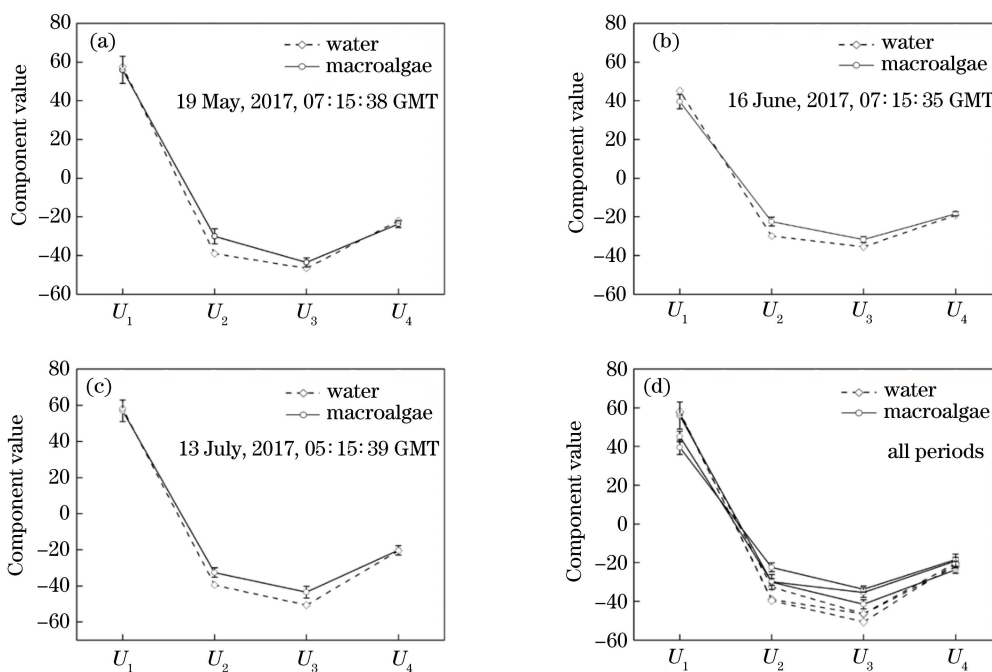 (a)
water
macroalgae
19 May, 2017, 07:15:38 GMT
Component value
80
60
40
20
0
−20
−40
−60
U1
U2
U3
U4
(b)
water
macroalgae
16 June, 2017, 07:15:35 GMT
Component value
80
60
40
20
0
−20
−40
−60
U1
U2
U3
U4
(c)
water
macroalgae
13 July, 2017, 05:15:39 GMT
Component value
80
60
40
20
0
−20
−40
−60
U1
U2
U3
U4
(d)
water
macroalgae
all periods
Component value
80
60
40
20
0
−20
−40
−60
U1
U2
U3
U4